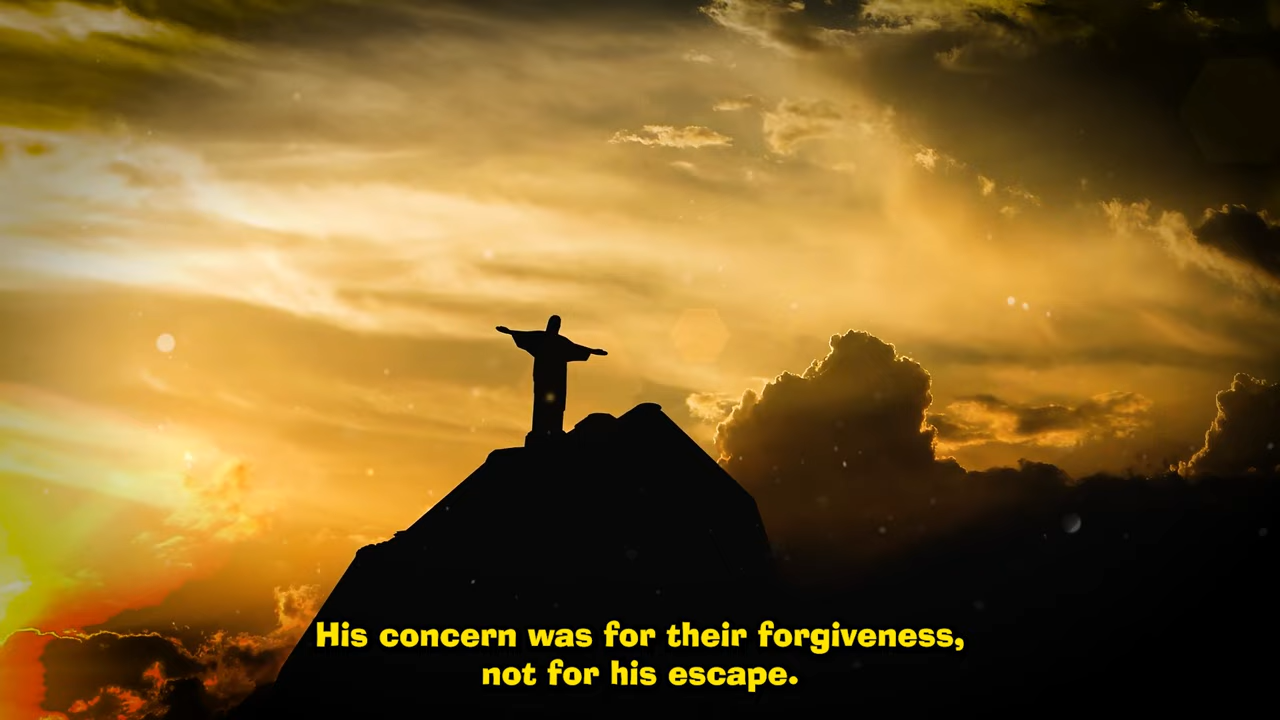 His concern was for their forgiveness,
not for his escape.